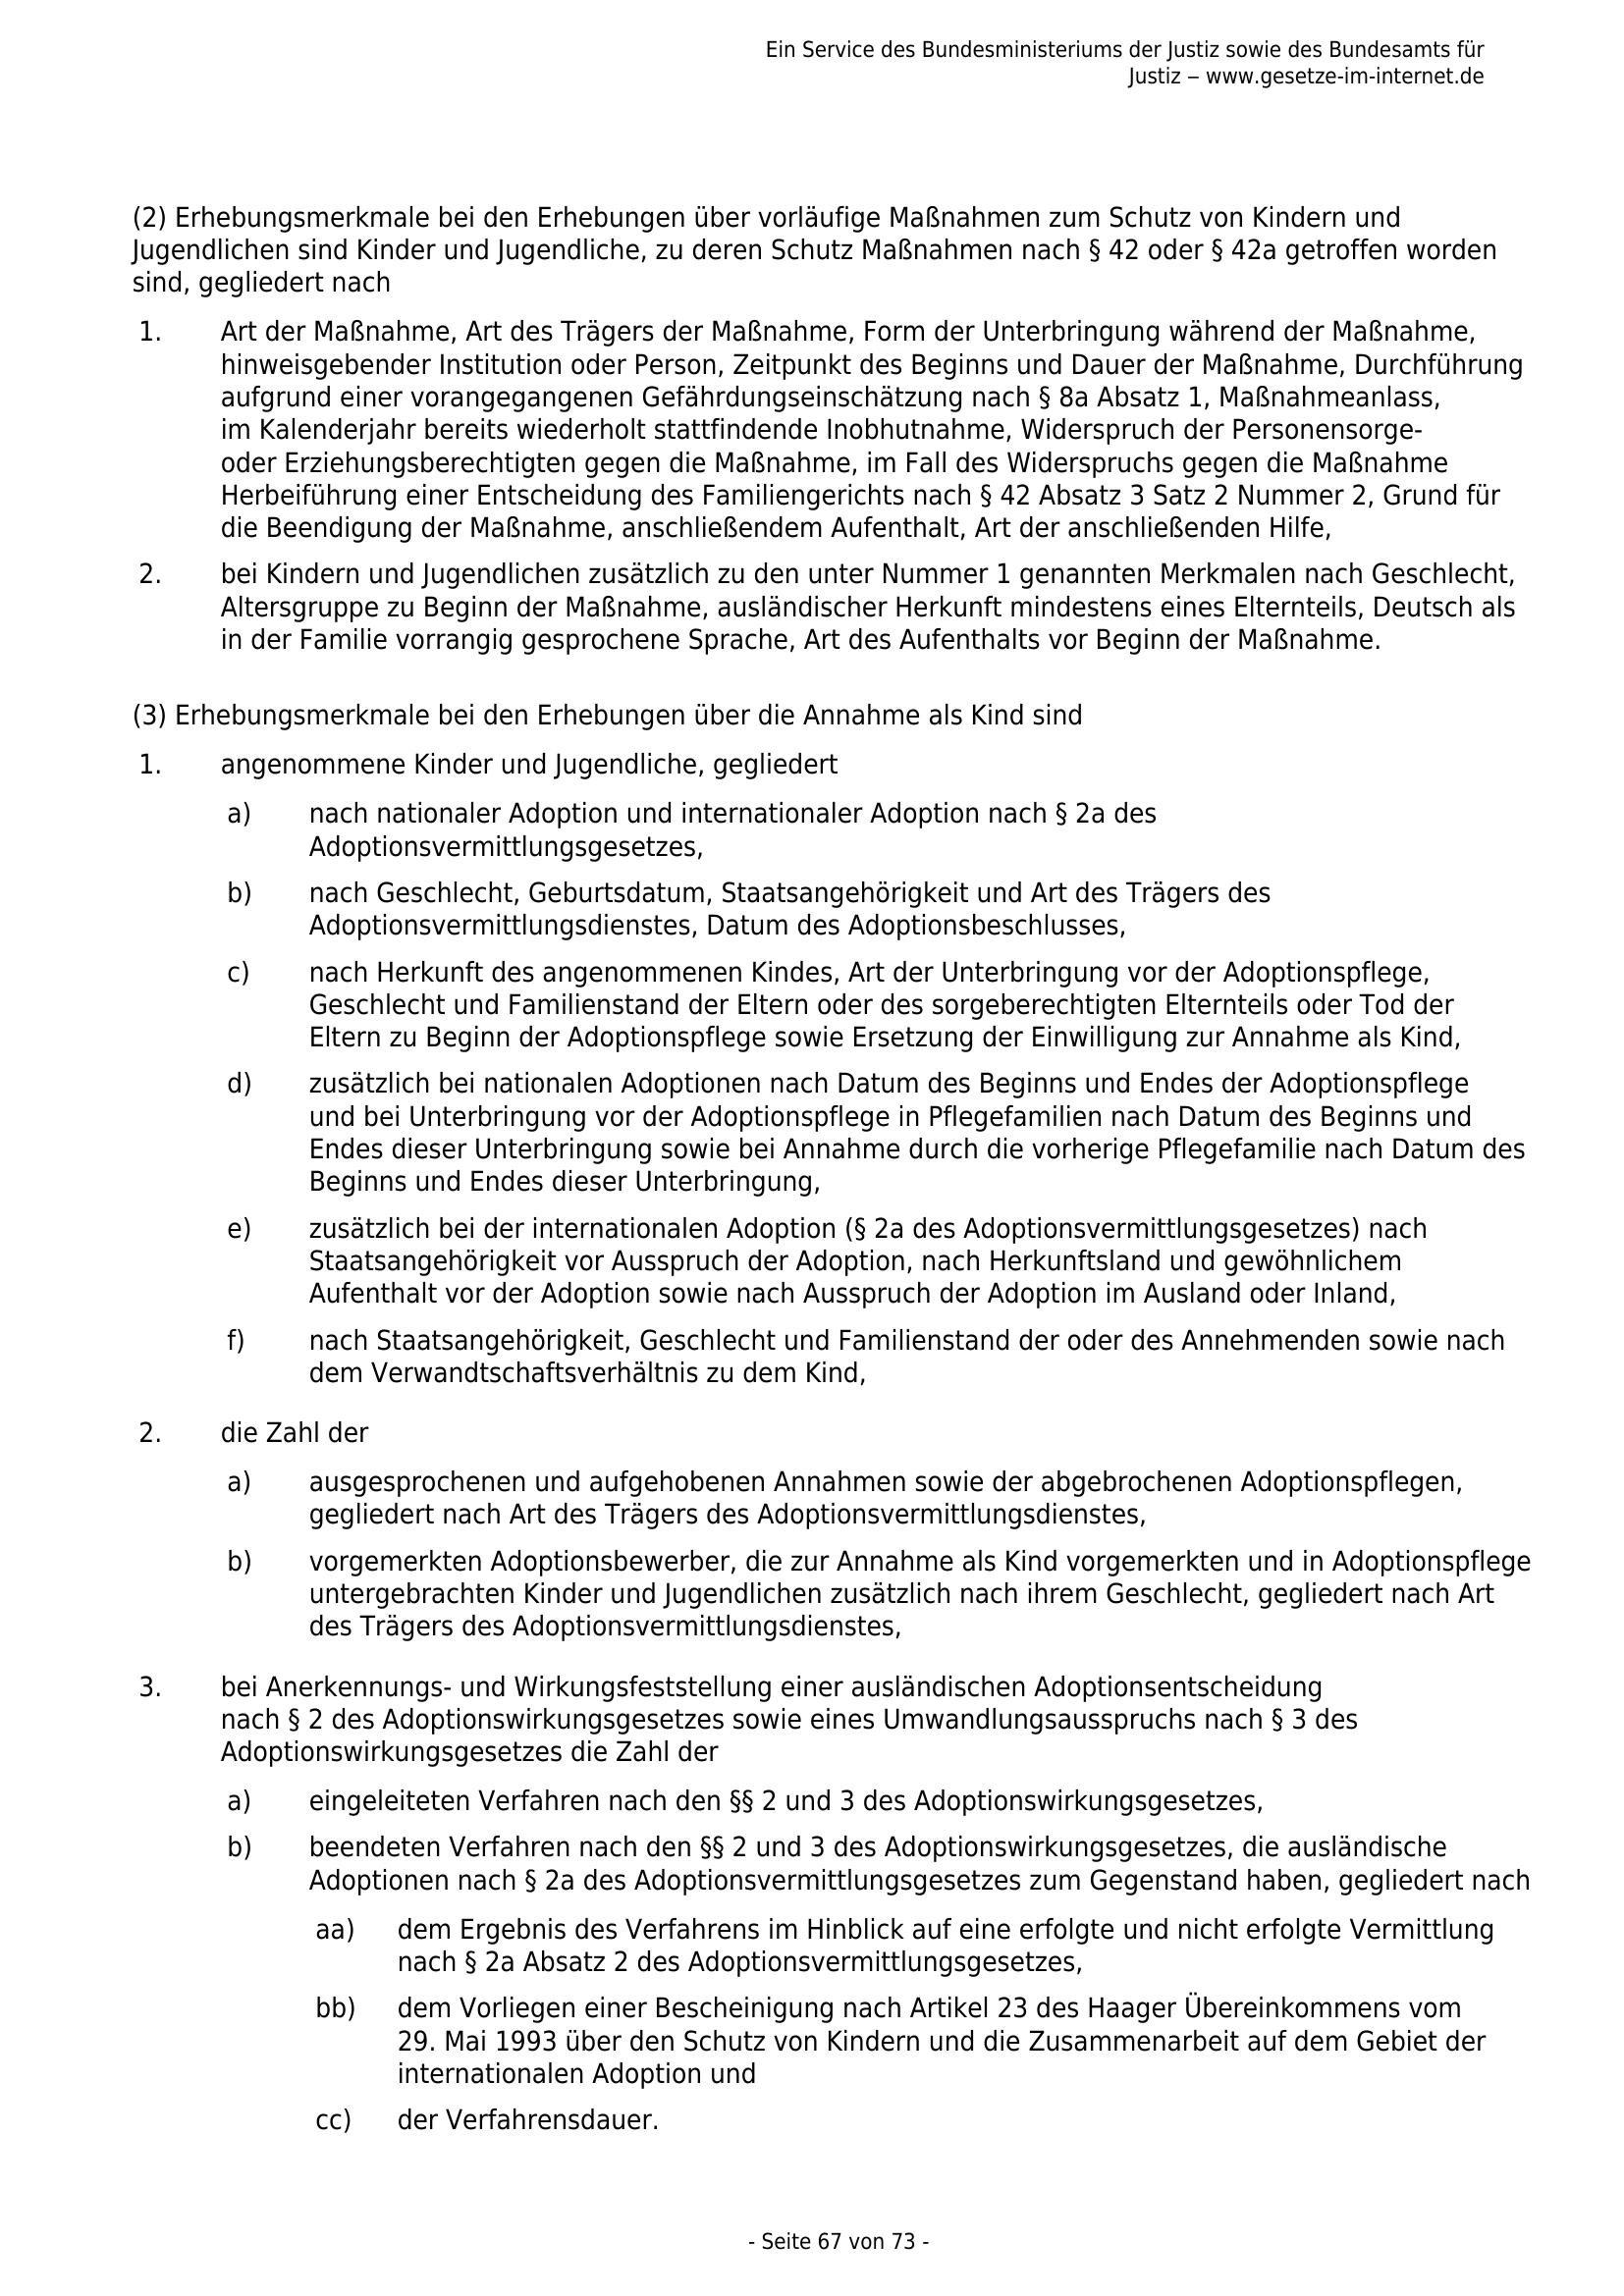 Ein Service des Bundesministeriums der Justiz sowie des Bundesamts für
Justiz – www.gesetze-im-internet.de
(2) Erhebungsmerkmale bei den Erhebungen über vorläufige Maßnahmen zum Schutz von Kindern und
Jugendlichen sind Kinder und Jugendliche, zu deren Schutz Maßnahmen nach § 42 oder § 42a getroffen worden
sind, gegliedert nach
1. Art der Maßnahme, Art des Trägers der Maßnahme, Form der Unterbringung während der Maßnahme,
hinweisgebender Institution oder Person, Zeitpunkt des Beginns und Dauer der Maßnahme, Durchführung
aufgrund einer vorangegangenen Gefährdungseinschätzung nach § 8a Absatz 1, Maßnahmeanlass,
im Kalenderjahr bereits wiederholt stattfindende Inobhutnahme, Widerspruch der Personensorge-
oder Erziehungsberechtigten gegen die Maßnahme, im Fall des Widerspruchs gegen die Maßnahme
Herbeiführung einer Entscheidung des Familiengerichts nach § 42 Absatz 3 Satz 2 Nummer 2, Grund für
die Beendigung der Maßnahme, anschließendem Aufenthalt, Art der anschließenden Hilfe,
2. bei Kindern und Jugendlichen zusätzlich zu den unter Nummer 1 genannten Merkmalen nach Geschlecht,
Altersgruppe zu Beginn der Maßnahme, ausländischer Herkunft mindestens eines Elternteils, Deutsch als
in der Familie vorrangig gesprochene Sprache, Art des Aufenthalts vor Beginn der Maßnahme.
(3) Erhebungsmerkmale bei den Erhebungen über die Annahme als Kind sind
1. angenommene Kinder und Jugendliche, gegliedert
a) nach nationaler Adoption und internationaler Adoption nach § 2a des
Adoptionsvermittlungsgesetzes,
b) nach Geschlecht, Geburtsdatum, Staatsangehörigkeit und Art des Trägers des
Adoptionsvermittlungsdienstes, Datum des Adoptionsbeschlusses,
c) nach Herkunft des angenommenen Kindes, Art der Unterbringung vor der Adoptionspflege,
Geschlecht und Familienstand der Eltern oder des sorgeberechtigten Elternteils oder Tod der
Eltern zu Beginn der Adoptionspflege sowie Ersetzung der Einwilligung zur Annahme als Kind,
d) zusätzlich bei nationalen Adoptionen nach Datum des Beginns und Endes der Adoptionspflege
und bei Unterbringung vor der Adoptionspflege in Pflegefamilien nach Datum des Beginns und
Endes dieser Unterbringung sowie bei Annahme durch die vorherige Pflegefamilie nach Datum des
Beginns und Endes dieser Unterbringung,
e) zusätzlich bei der internationalen Adoption (§ 2a des Adoptionsvermittlungsgesetzes) nach
Staatsangehörigkeit vor Ausspruch der Adoption, nach Herkunftsland und gewöhnlichem
Aufenthalt vor der Adoption sowie nach Ausspruch der Adoption im Ausland oder Inland,
f) nach Staatsangehörigkeit, Geschlecht und Familienstand der oder des Annehmenden sowie nach
dem Verwandtschaftsverhältnis zu dem Kind,
2. die Zahl der
a) ausgesprochenen und aufgehobenen Annahmen sowie der abgebrochenen Adoptionspflegen,
gegliedert nach Art des Trägers des Adoptionsvermittlungsdienstes,
b) vorgemerkten Adoptionsbewerber, die zur Annahme als Kind vorgemerkten und in Adoptionspflege
untergebrachten Kinder und Jugendlichen zusätzlich nach ihrem Geschlecht, gegliedert nach Art
des Trägers des Adoptionsvermittlungsdienstes,
3. bei Anerkennungs- und Wirkungsfeststellung einer ausländischen Adoptionsentscheidung
nach § 2 des Adoptionswirkungsgesetzes sowie eines Umwandlungsausspruchs nach § 3 des
Adoptionswirkungsgesetzes die Zahl der
a) eingeleiteten Verfahren nach den §§ 2 und 3 des Adoptionswirkungsgesetzes,
b) beendeten Verfahren nach den §§ 2 und 3 des Adoptionswirkungsgesetzes, die ausländische
Adoptionen nach § 2a des Adoptionsvermittlungsgesetzes zum Gegenstand haben, gegliedert nach
aa) dem Ergebnis des Verfahrens im Hinblick auf eine erfolgte und nicht erfolgte Vermittlung
nach § 2a Absatz 2 des Adoptionsvermittlungsgesetzes,
bb) dem Vorliegen einer Bescheinigung nach Artikel 23 des Haager Übereinkommens vom
29. Mai 1993 über den Schutz von Kindern und die Zusammenarbeit auf dem Gebiet der
internationalen Adoption und
cc) der Verfahrensdauer.
- Seite 67 von 73 -